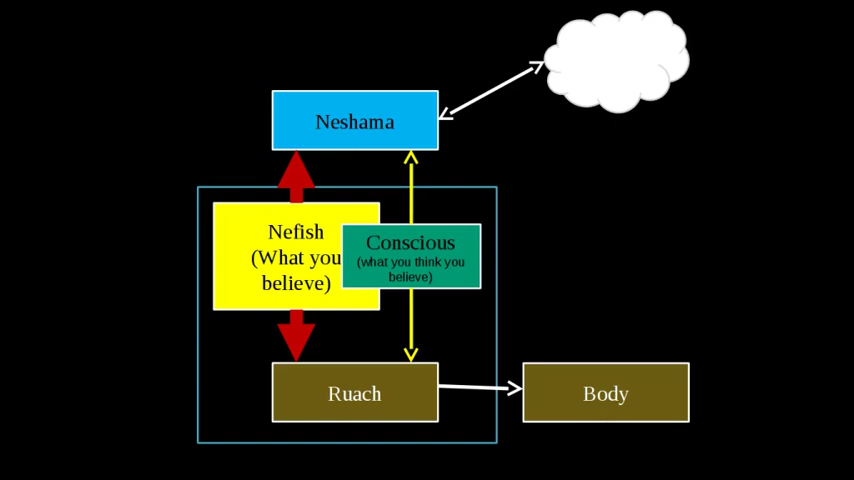 Neshama
Nefish
(What you
believe)
Conscious
(what you think you
believe)
Ruach
Body